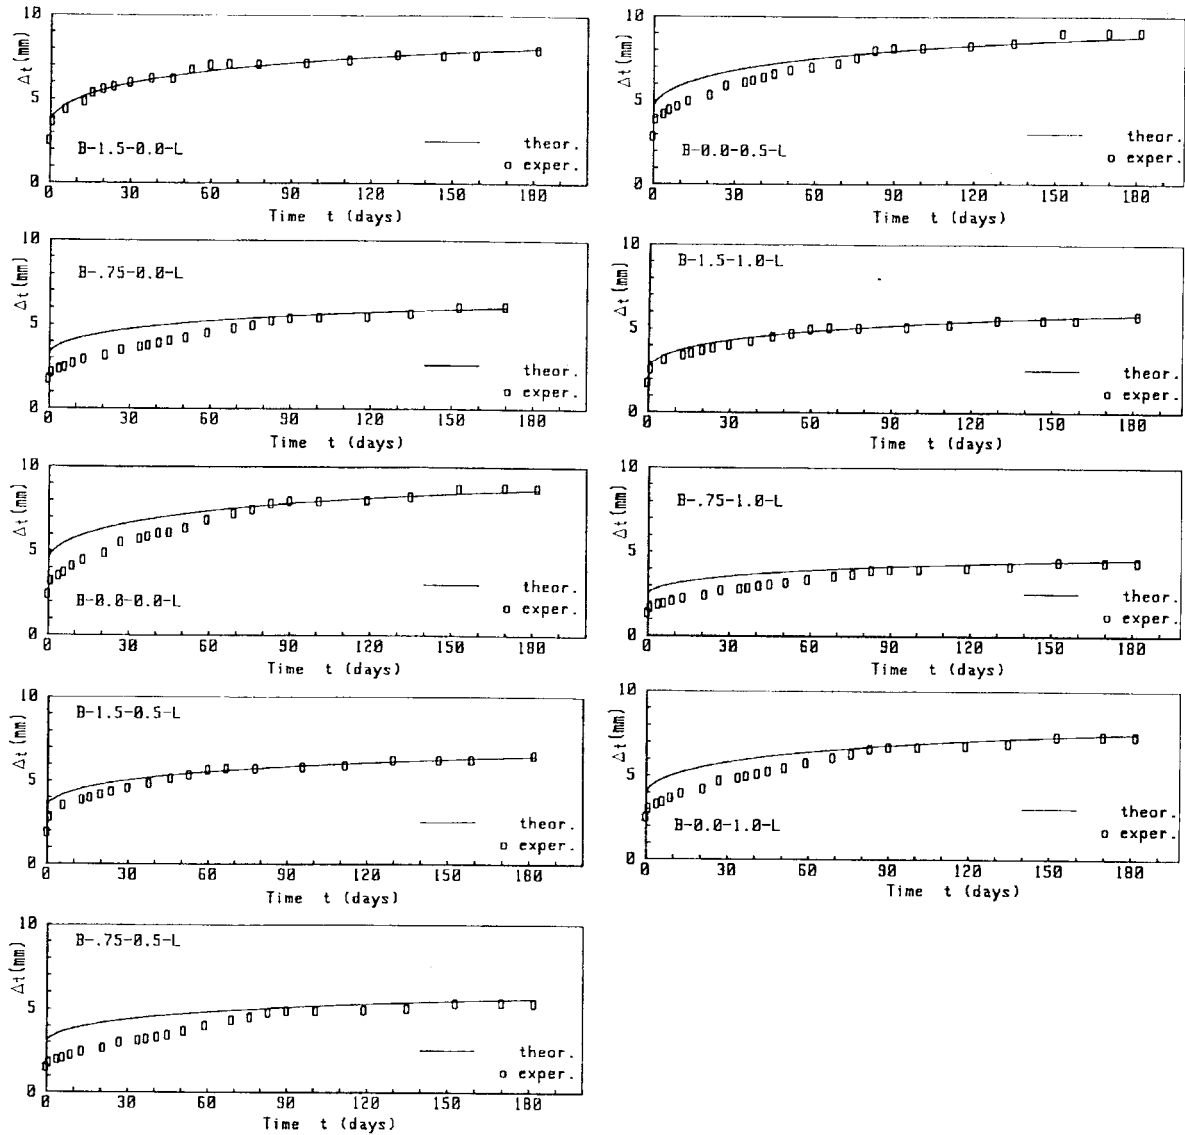 10
Δt(mm)
5
B-1.5-0.0-L
theor.
exper.
0
0 30 60 90 120 150 180
Time t (days)
10
Δt(mm)
B-.75-0.0-L
5
theor.
exper.
0
0 30 60 90 120 150 180
Time t (days)
10
Δt(mm)
5
theor.
B-0.0-0.0-L
exper.
0
0 30 60 90 120 150 180
Time t (days)
10
B-1.5-0.5-L
Δt(mm)
5
theor.
exper.
0
0 30 60 90 120 150 180
Time t (days)
10
B-.75-0.5-L
Δt(mm)
5
theor.
exper.
0
0 30 60 90 120 150 180
Time t (days)
10
Δt(mm)
5
theor.
B-0.0-0.5-L
exper.
0
0 30 60 90 120 150 180
Time t (days)
10
B-1.5-1.0-L
Δt(mm)
5
theor.
exper.
0
0 30 60 90 120 150 180
Time t (days)
10
B-.75-1.0-L
Δt(mm)
5
theor.
exper.
0
0 30 60 90 120 150 180
Time t (days)
10
Δt(mm)
5
theor.
B-0.0-1.0-L
exper.
0
0 30 60 90 120 150 180
Time t (days)